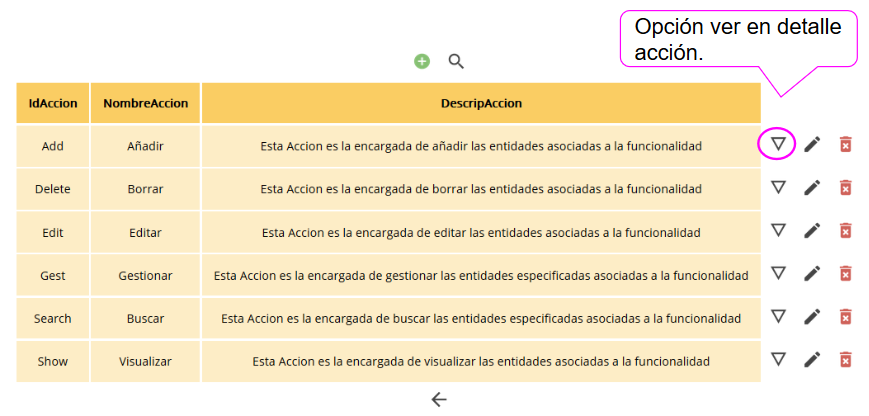 Opción ver en detalle
acción.
IdAccion NombreAccion DescripAccion
Add Añadir Esta Accion es la encargada de añadir las entidades asociadas a la funcionalidad
Delete Borrar Esta Accion es la encargada de borrar las entidades asociadas a la funcionalidad
Edit Editar Esta Accion es la encargada de editar las entidades asociadas a la funcionalidad
Gest Gestionar Esta Accion es la encargada de gestionar las entidades especificadas asociadas a la funcionalidad
Search Buscar Esta Accion es la encargada de buscar las entidades especificadas asociadas a la funcionalidad
Show Visualizar Esta Accion es la encargada de visualizar las entidades asociadas a la funcionalidad